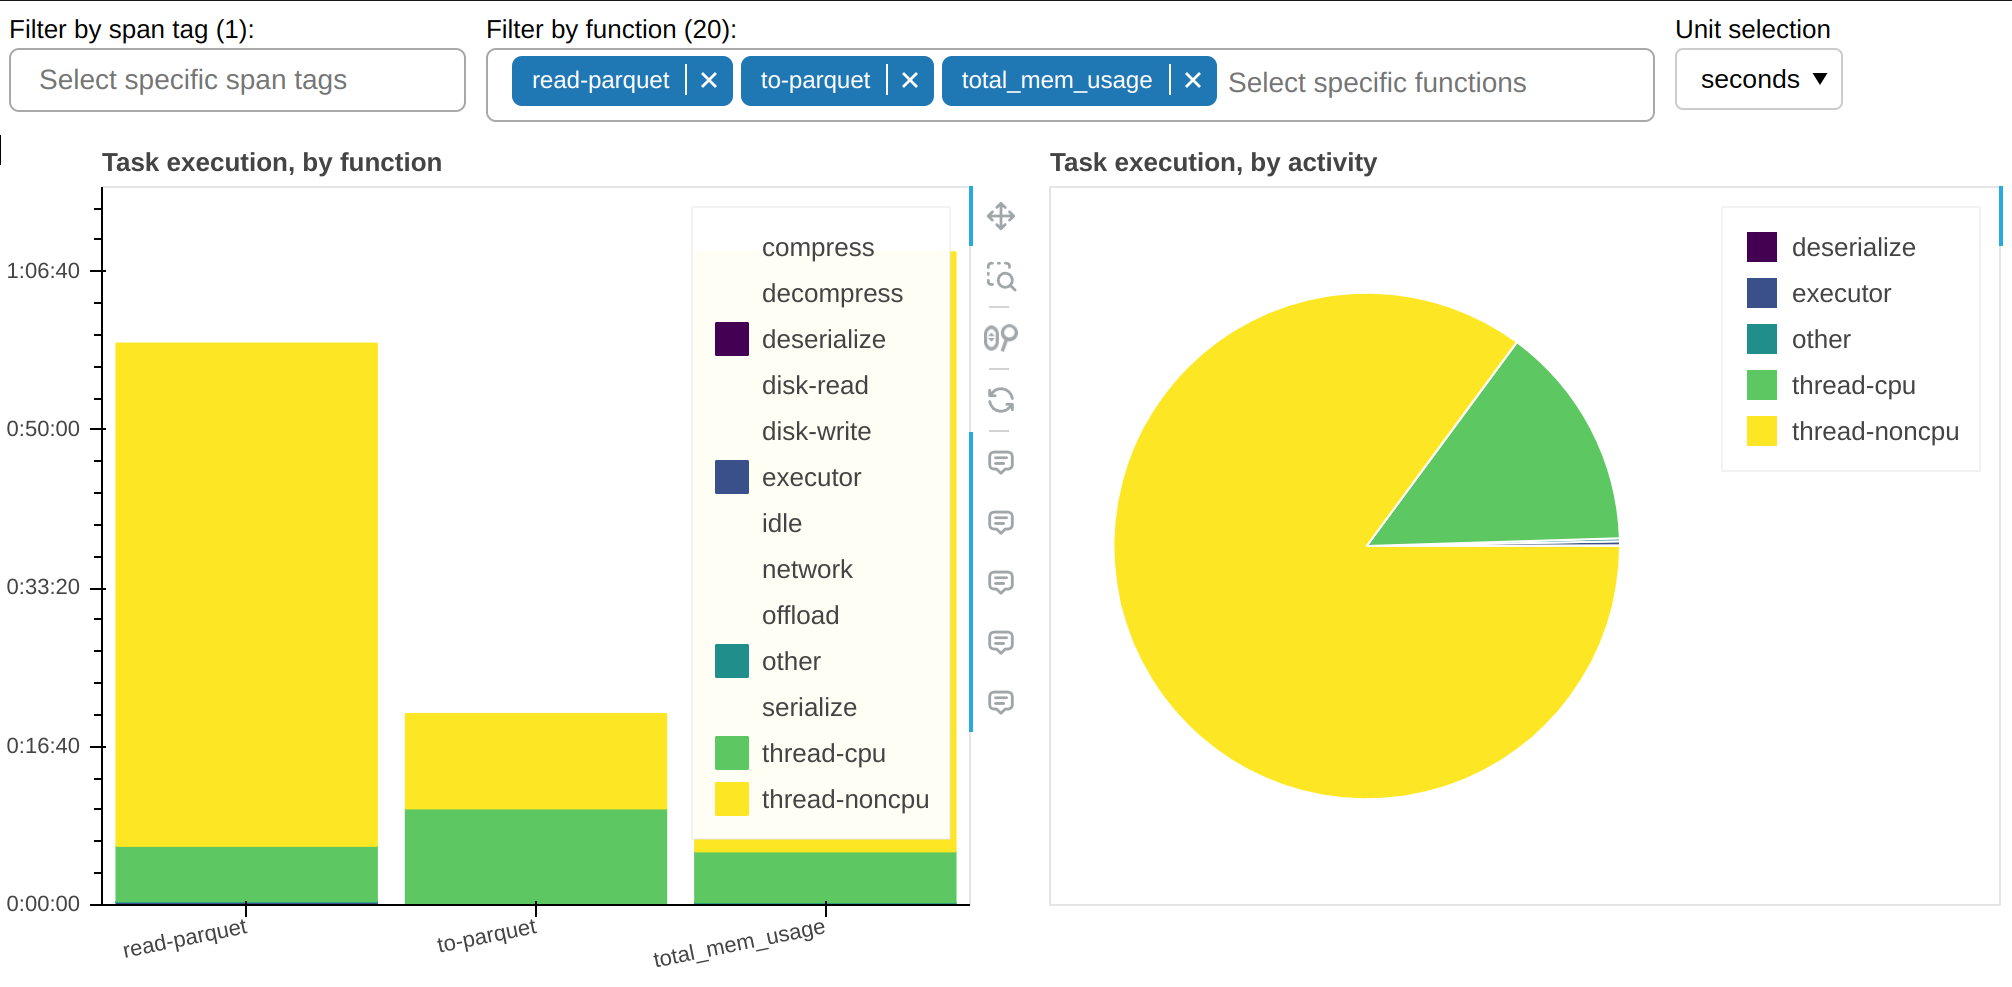 Filter by span tag (1):
Select specific span tags
Filter by function (20):
read-parquet ✕ to-parquet ✕ total_mem_usage ✕ Select specific functions
Unit selection
seconds ▼
Task execution, by function
1:06:40
0:50:00
0:33:20
0:16:40
0:00:00
read-parquet
to-parquet
total_mem_usage
compress
decompress
deserialize
disk-read
disk-write
executor
idle
network
offload
other
serialize
thread-cpu
thread-noncpu
Task execution, by activity
deserialize
executor
other
thread-cpu
thread-noncpu